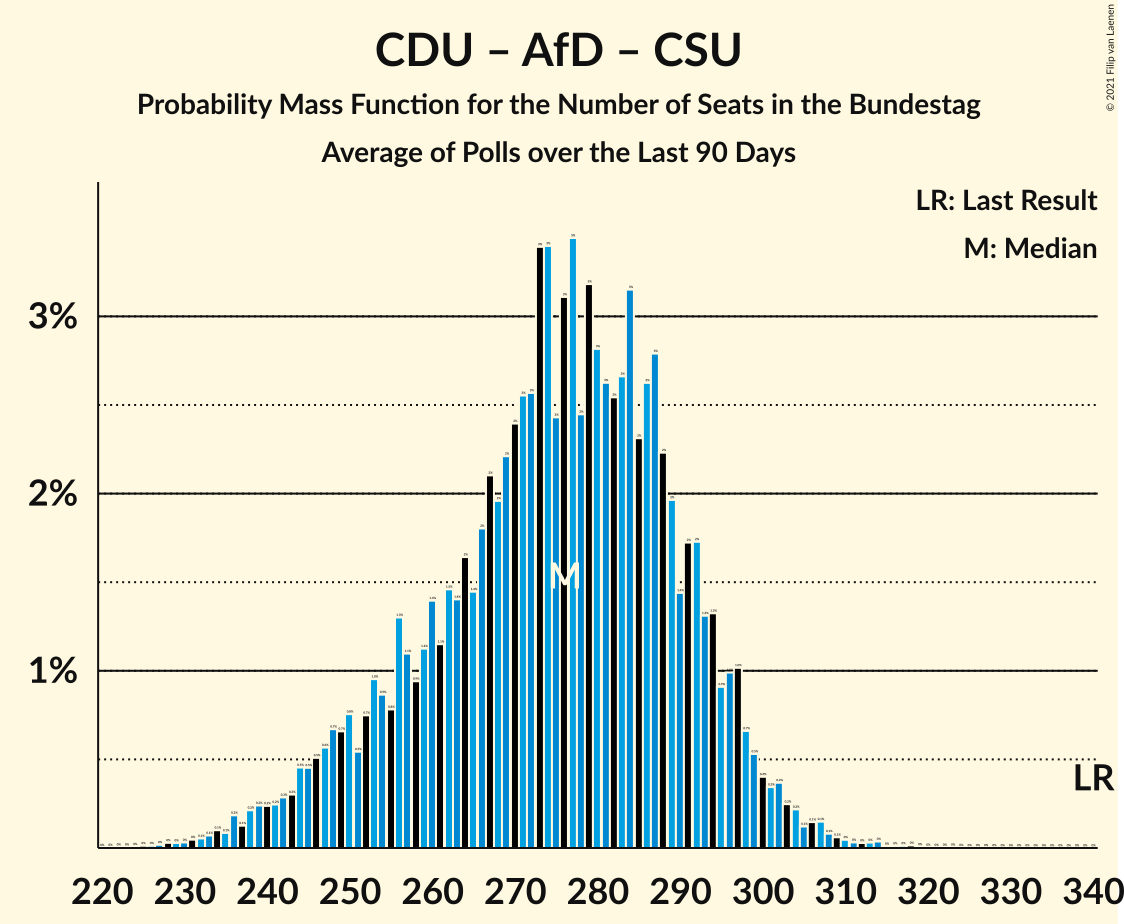 CDU – AfD – CSU
Probability Mass Function for the Number of Seats in the Bundestag
Average of Polls over the Last 90 Days
© 2021 Filip van Laenen
LR: Last Result
M: Median
3%
2%
1%
M
LR
220 230 240 250 260 270 280 290 300 310 320 330 340